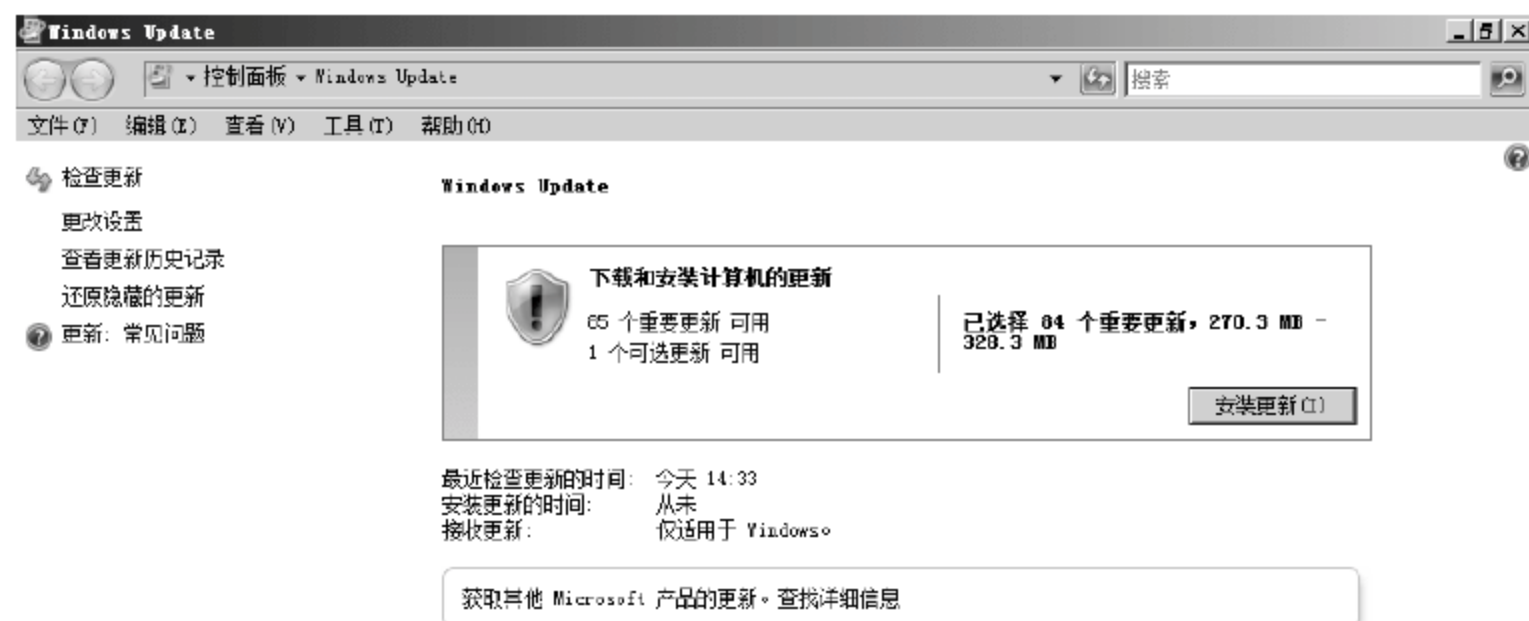 Windows Update
控制面板 Windows Update
搜索
文件(F) 编辑(E) 查看(V) 工具(T) 帮助(H)
检查更新
更改设置
查看更新历史记录
还原隐藏的更新
更新: 常见问题
Windows Update
下载和安装计算机的更新
65 个重要更新 可用
1 个可选更新 可用
已选择 64 个重要更新，270.3 MB -
328.3 MB
安装更新(I)
最近检查更新的时间: 今天 14:33
安装更新的时间: 从未
接收更新: 仅适用于 Windows。
获取其他 Microsoft 产品的更新。查找详细信息